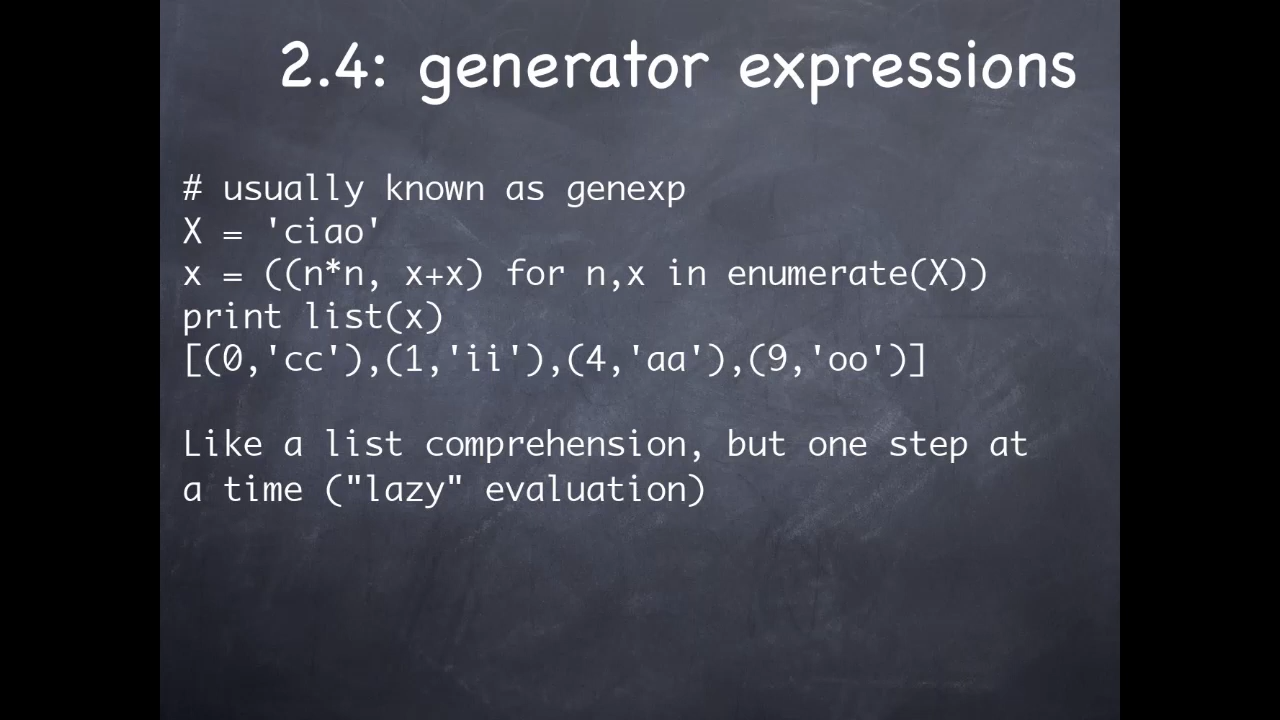 2.4: generator expressions
# usually known as genexp
X = 'ciao'
x = ((n*n, x+x) for n,x in enumerate(X))
print list(x)
[(0,'cc'),(1,'ii'),(4,'aa'),(9,'oo')]
Like a list comprehension, but one step at
a time ("lazy" evaluation)